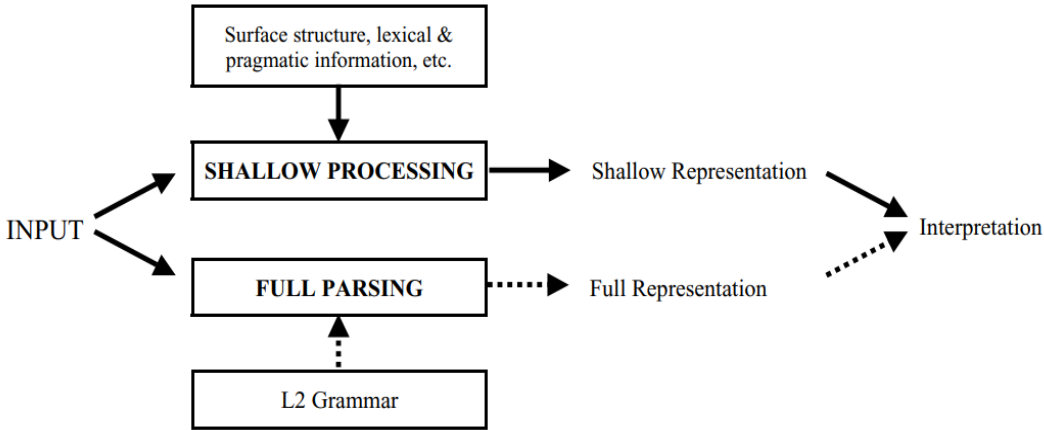 Surface structure, lexical &
pragmatic information, etc.
SHALLOW PROCESSING
Shallow Representation
INPUT
Interpretation
FULL PARSING
Full Representation
L2 Grammar